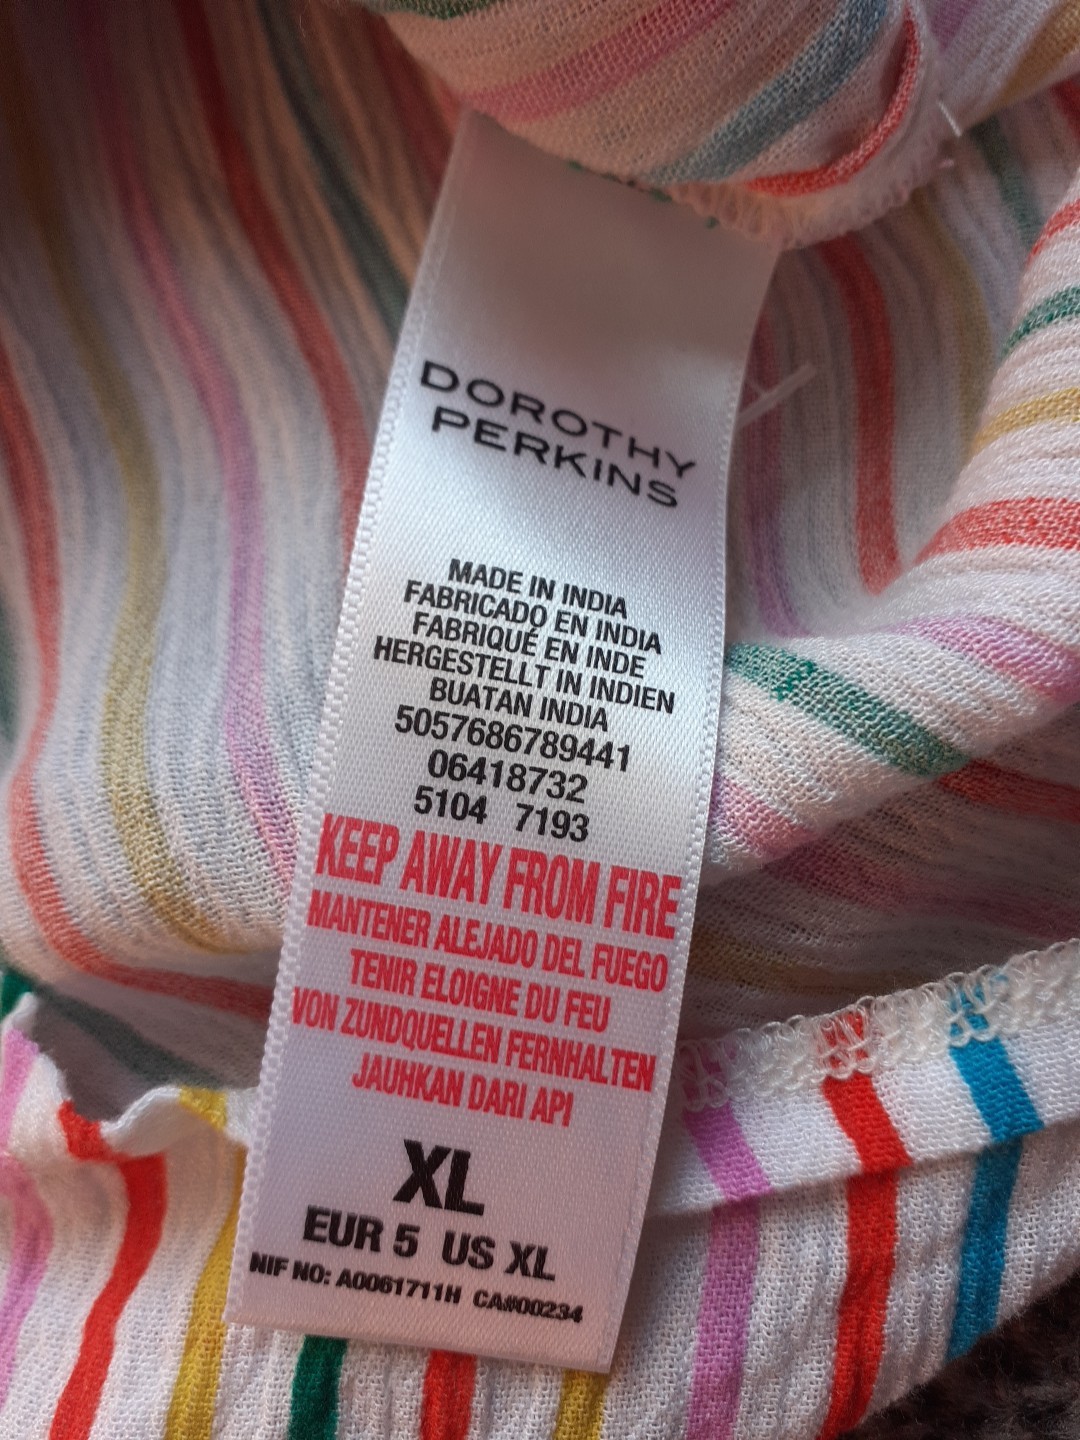 DOROTHY
PERKINS
MADE IN INDIA
FABRICADO EN INDIA
FABRIQUÉ EN INDE
HERGESTELLT IN INDIEN
BUATAN INDIA
5057686789441
06418732
5104 7193
KEEP AWAY FROM FIRE
MANTENER ALEJADO DEL FUEGO
TENIR ELOIGNE DU FEU
VON ZUNDQUELLEN FERNHALTEN
JAUHKAN DARI API
XL
EUR 5 US XL
NIF NO: A0061711H CA#00234